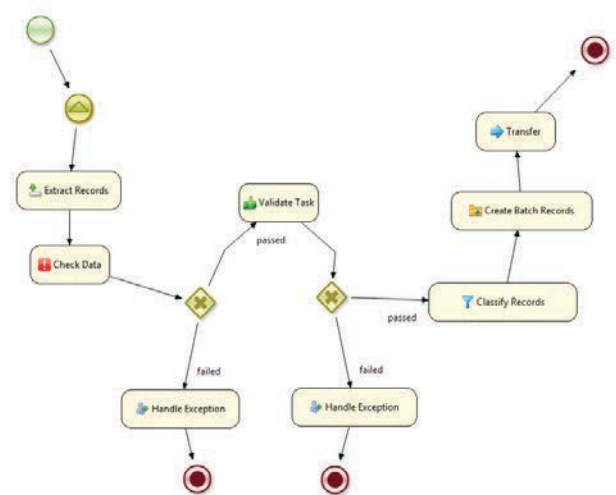 Transfer
Extract Records
Validate Task
Create Batch Records
passed
Check Data
Classify Records
passed
failed
failed
Handle Exception
Handle Exception